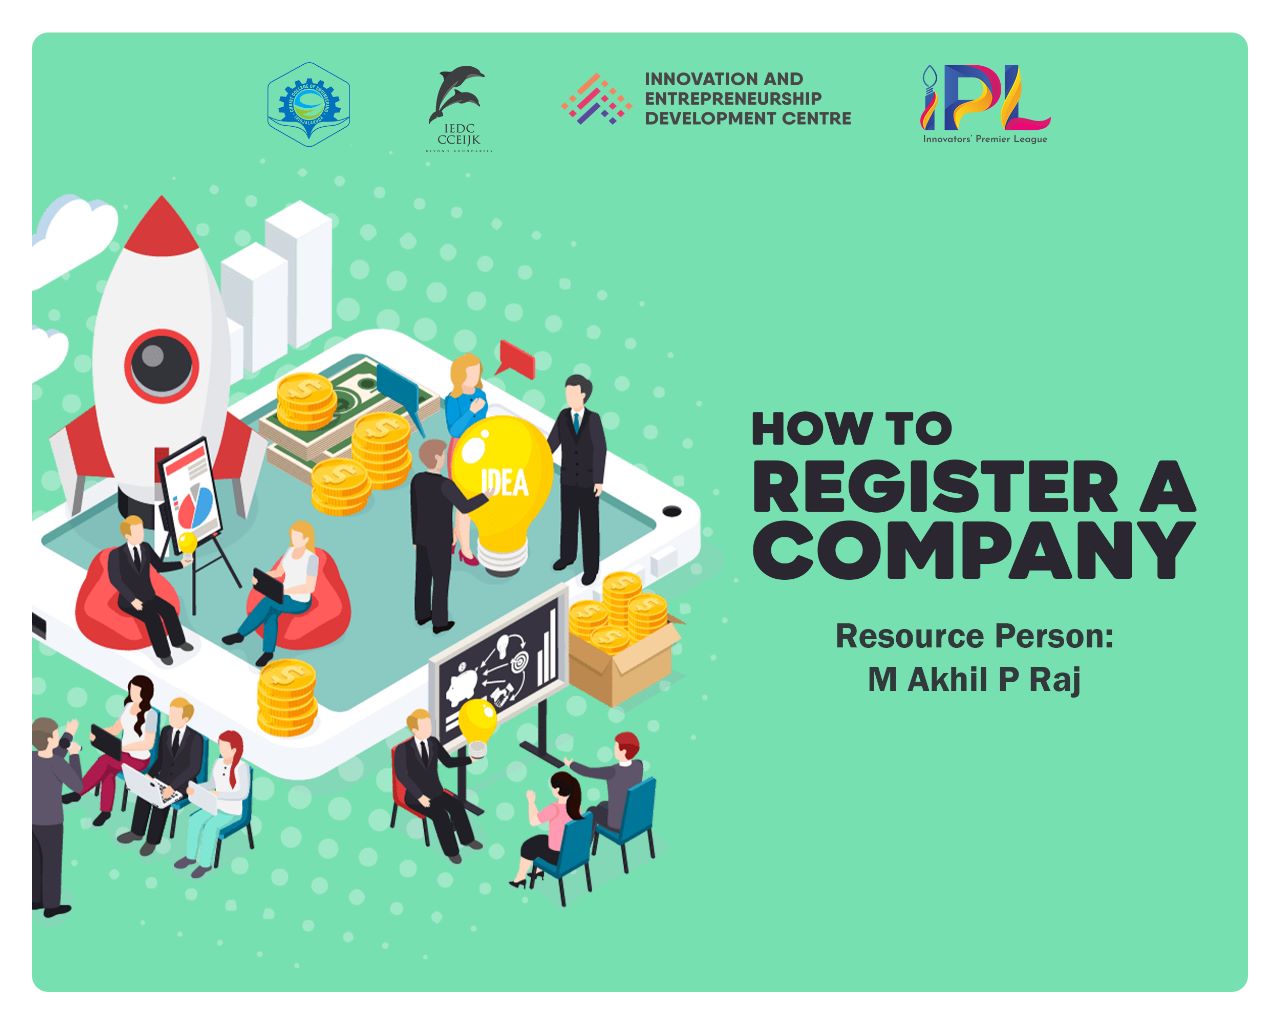 IEDC
CCEIJK
INNOVATION AND
ENTREPRENEURSHIP
DEVELOPMENT CENTRE
iPL
Innovators' Premier League
IDEA
HOW TO
REGISTER A
COMPANY
Resource Person:
M Akhil P Raj